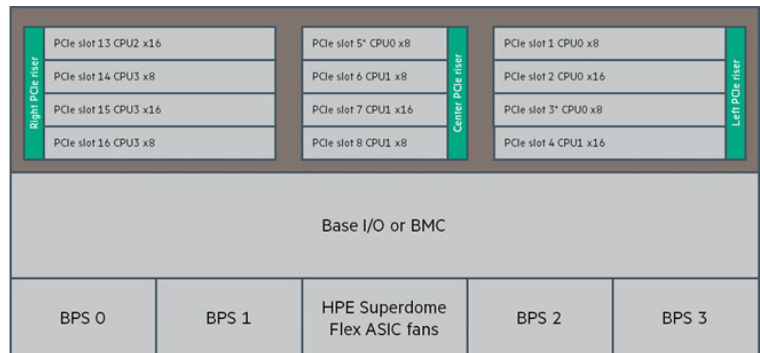 Right PCIe riser
PCIe slot 13 CPU2 x16
PCIe slot 14 CPU3 x8
PCIe slot 15 CPU3 x16
PCIe slot 16 CPU3 x8
PCIe slot 5* CPU0 x8
PCIe slot 6 CPU1 x8
PCIe slot 7 CPU1 x16
PCIe slot 8 CPU1 x8
Center PCIe riser
PCIe slot 1 CPU0 x8
PCIe slot 2 CPU0 x16
PCIe slot 3* CPU0 x8
PCIe slot 4 CPU1 x16
Left PCIe riser
Base I/O or BMC
BPS 0
BPS 1
HPE Superdome
Flex ASIC fans
BPS 2
BPS 3